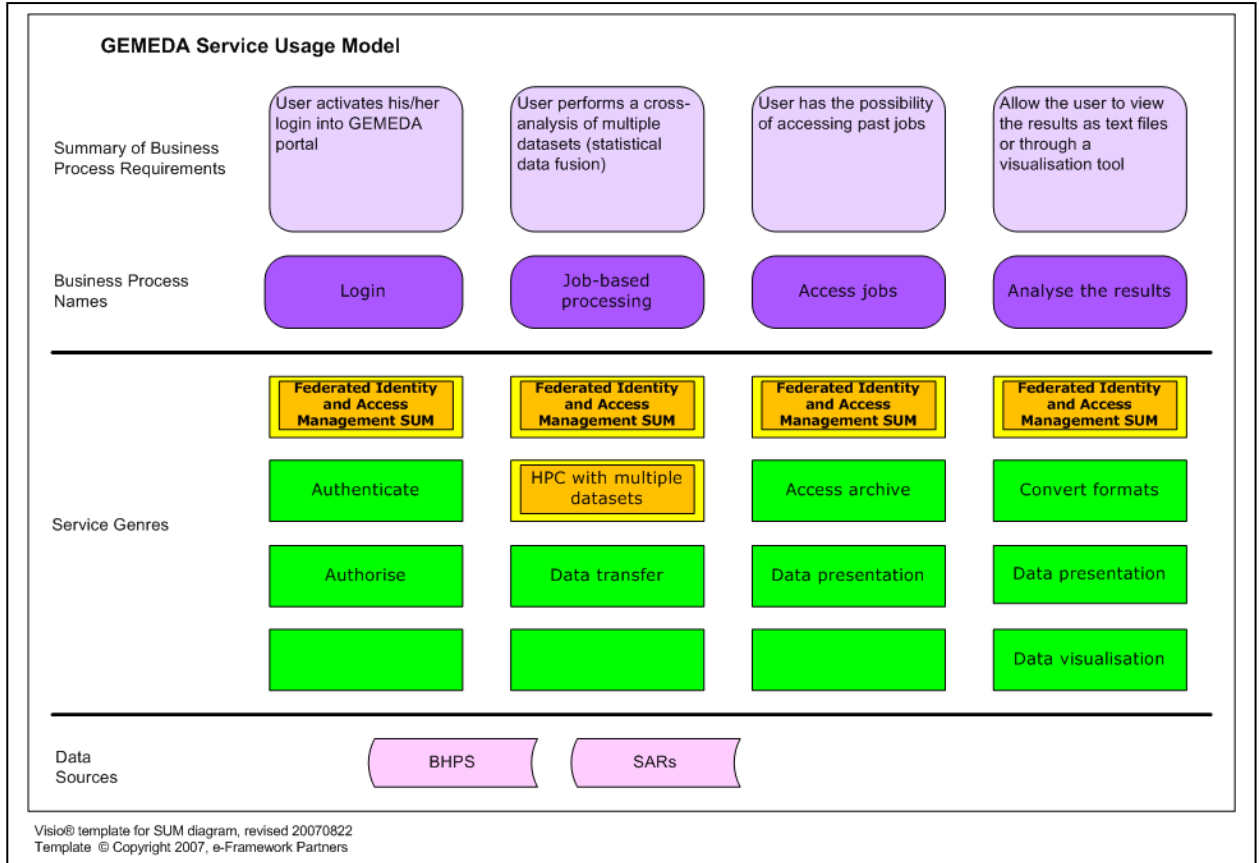 GEMEDA Service Usage Model
Summary of Business
Process Requirements
User activates his/her
login into GEMEDA
portal
User performs a cross-
analysis of multiple
datasets (statistical
data fusion)
User has the possibility
of accessing past jobs
Allow the user to view
the results as text files
or through a
visualisation tool
Business Process
Names
Login
Job-based
processing
Access jobs
Analyse the results
Service Genres
Federated Identity
and Access
Management SUM
Federated Identity
and Access
Management SUM
Federated Identity
and Access
Management SUM
Federated Identity
and Access
Management SUM
Authenticate
HPC with multiple
datasets
Access archive
Convert formats
Authorise
Data transfer
Data presentation
Data presentation
Data visualisation
Data
Sources
BHPS
SARs
Visio® template for SUM diagram, revised 20070822
Template © Copyright 2007, e-Framework Partners